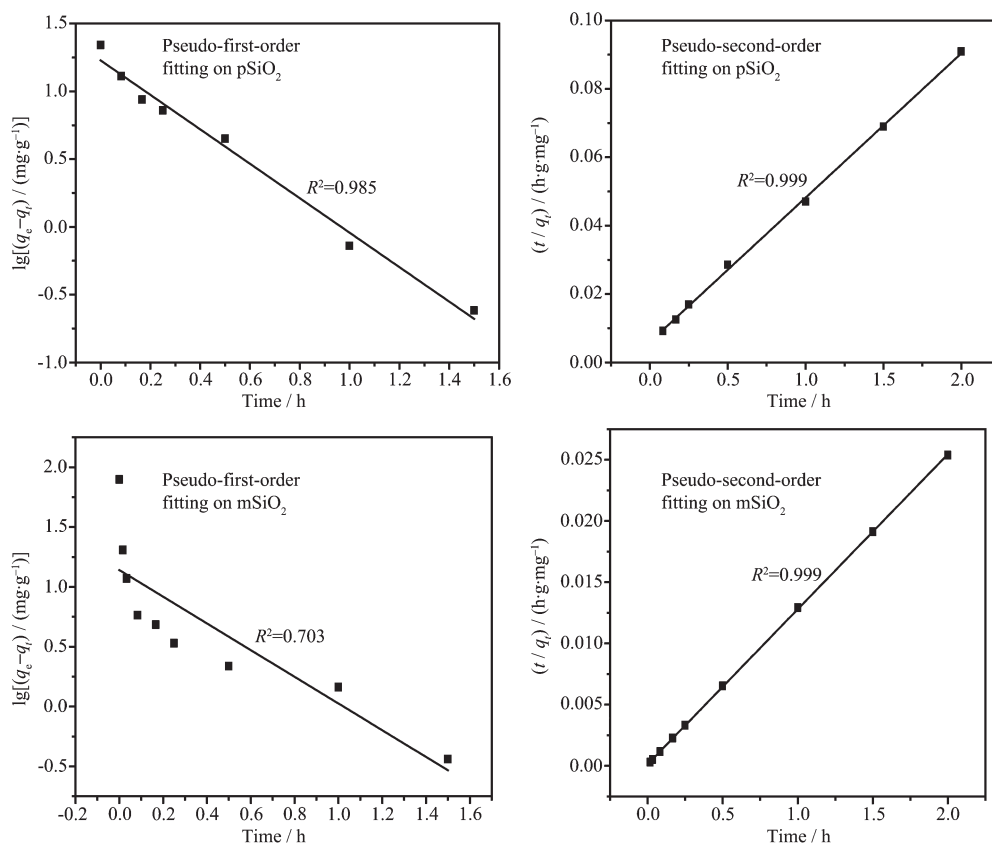 1.5
1.0
0.5
0.0
-0.5
-1.0
lg[(qe−qt) / (mg·g⁻¹)]
Pseudo-first-order
fitting on pSiO₂
R²=0.985
0.0 0.2 0.4 0.6 0.8 1.0 1.2 1.4 1.6
Time / h
0.10
0.08
0.06
0.04
0.02
0.00
(t / qt) / (h·g·mg⁻¹)
Pseudo-second-order
fitting on pSiO₂
R²=0.999
0.0 0.5 1.0 1.5 2.0
Time / h
2.0
1.5
1.0
0.5
0.0
-0.5
lg[(qe−qt) / (mg·g⁻¹)]
Pseudo-first-order
fitting on mSiO₂
R²=0.703
-0.2 0.0 0.2 0.4 0.6 0.8 1.0 1.2 1.4 1.6
Time / h
0.025
0.020
0.015
0.010
0.005
0.00
(t / qt) / (h·g·mg⁻¹)
Pseudo-second-order
fitting on mSiO₂
R²=0.999
0.0 0.5 1.0 1.5 2.0
Time / h